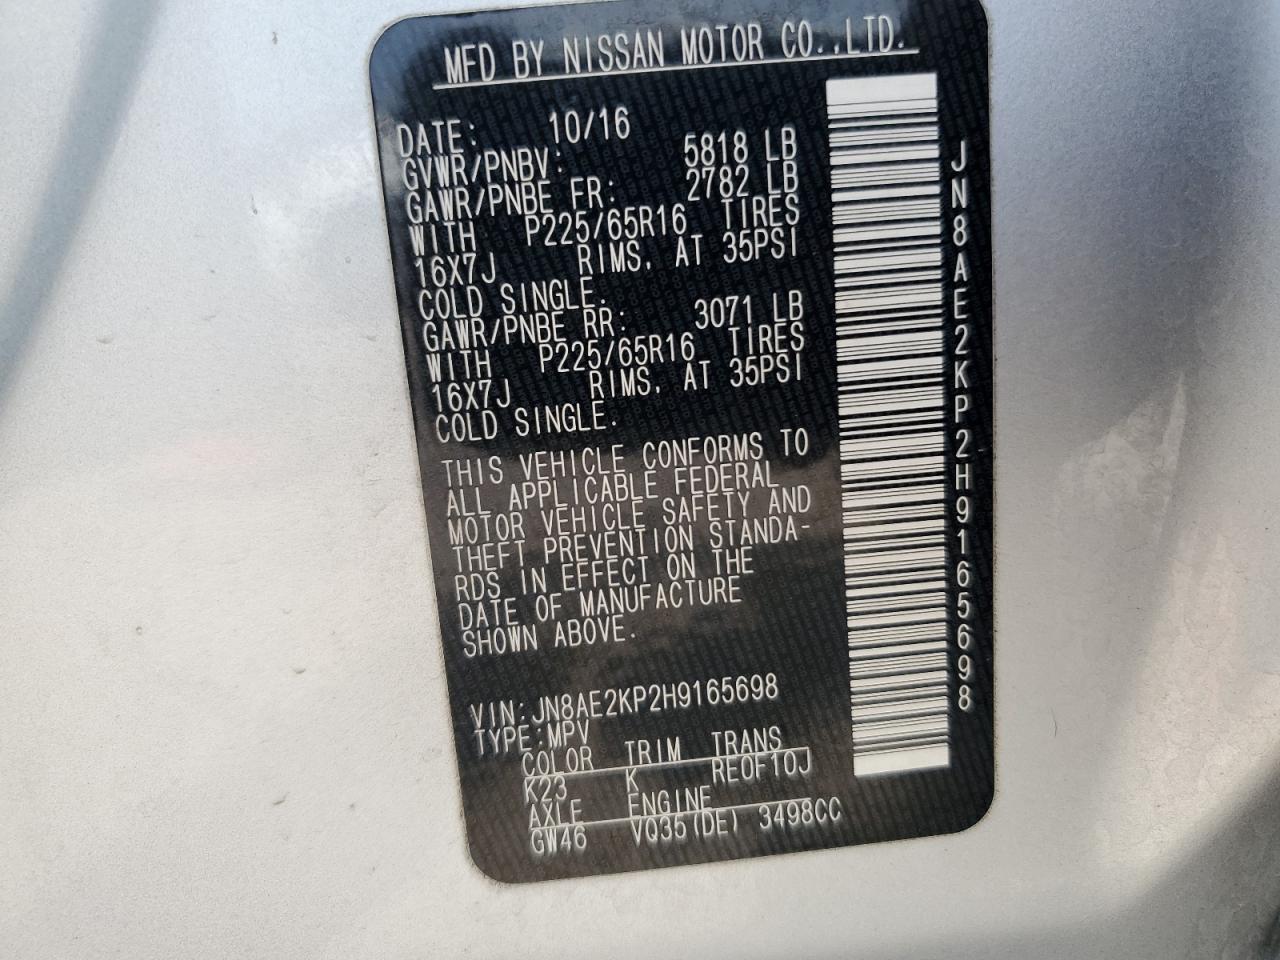 MFD BY NISSAN MOTOR CO.,LTD.
DATE: 10/16
GVWR/PNBV: 5818 LB
GAWR/PNBE FR: 2782 LB
WITH P225/65R16 TIRES
16X7J RIMS. AT 35PSI
COLD SINGLE.
GAWR/PNBE RR: 3071 LB
WITH P225/65R16 TIRES
16X7J RIMS. AT 35PSI
COLD SINGLE.
THIS VEHICLE CONFORMS TO
ALL APPLICABLE FEDERAL
MOTOR VEHICLE SAFETY AND
THEFT PREVENTION STANDA-
RDS IN EFFECT ON THE
DATE OF MANUFACTURE
SHOWN ABOVE.
VIN:JN8AE2KP2H9165698
TYPE:MPV
COLOR TRIM TRANS
K23 K RE0F10J
AXLE ENGINE
GW46 VQ35(DE) 3498CC
JN8AE2KP2H9165698